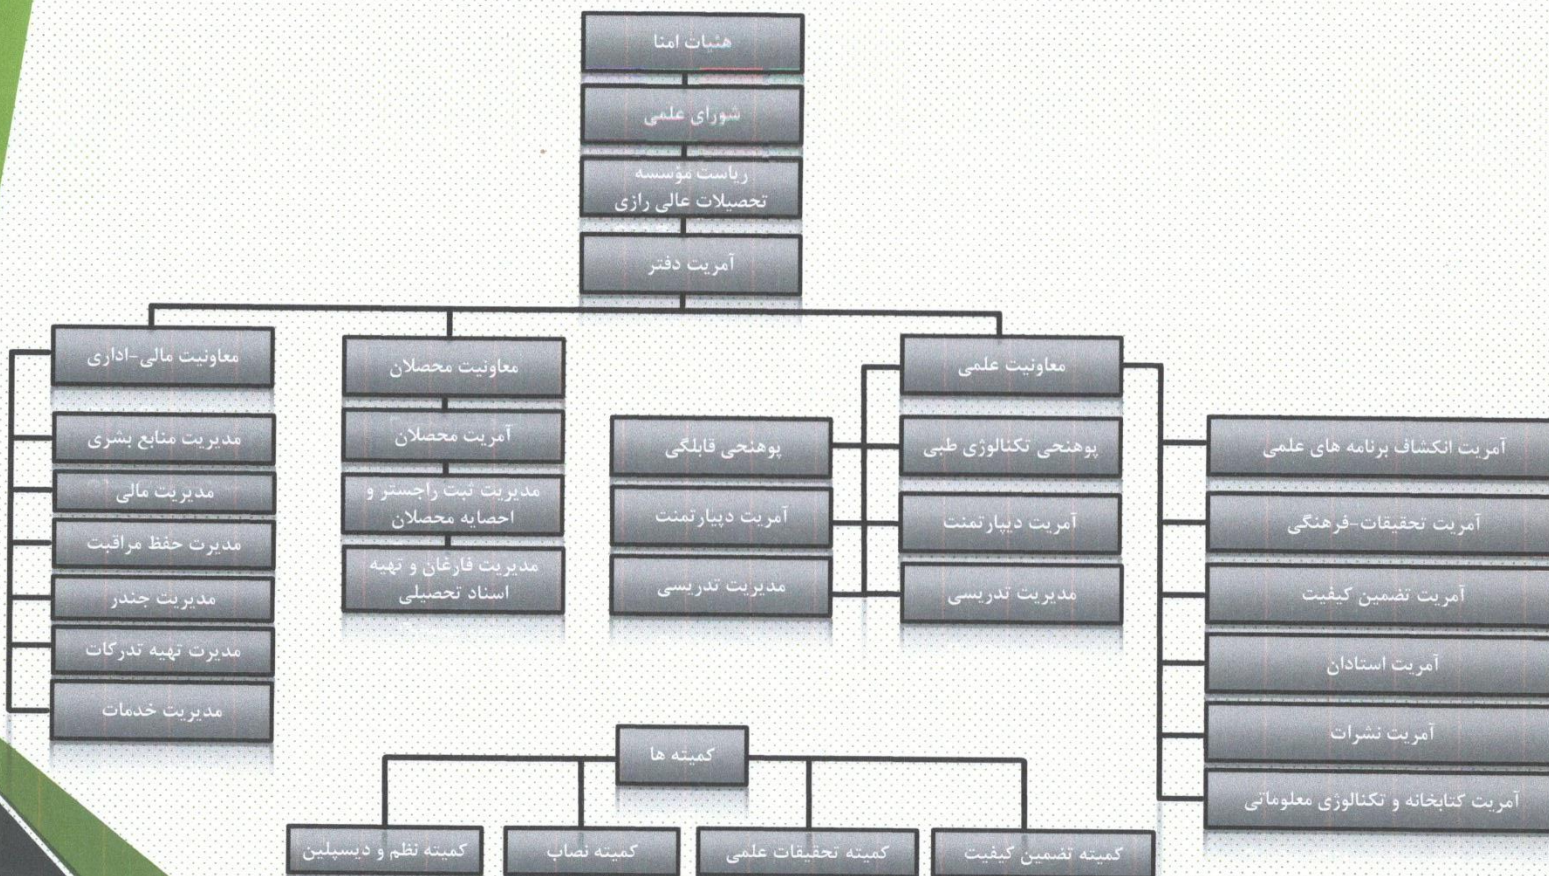 هئیات امنا
شورای علمی
ریاست مؤسسه
تحصیلات عالی رازی
آمریت دفتر
معاونیت علمی
معاونیت محصلان
معاونیت مالی-اداری
آمریت انکشاف برنامه های علمی
آمریت تحقیقات-فرهنگی
آمریت تضمین کیفیت
آمریت استادان
آمریت نشرات
آمریت کتابخانه و تکنالوژی معلوماتی
پوهنحی تکنالوژی طبی
آمریت دیپارتمنت
مدیریت تدریسی
پوهنحی قابلگی
آمریت دیپارتمنت
مدیریت تدریسی
آمریت محصلان
مدیریت ثبت راجستر و
احصایه محصلان
مدیریت فارغان و تهیه
اسناد تحصیلی
مدیریت منابع بشری
مدیریت مالی
مدیرت حفظ مراقبت
مدیریت جندر
مدیرت تهیه تدرکات
مدیریت خدمات
کمیته ها
کمیته تضمین کیفیت
کمیته تحقیقات علمی
کمیته نصاب
کمیته نظم و دیسپلین